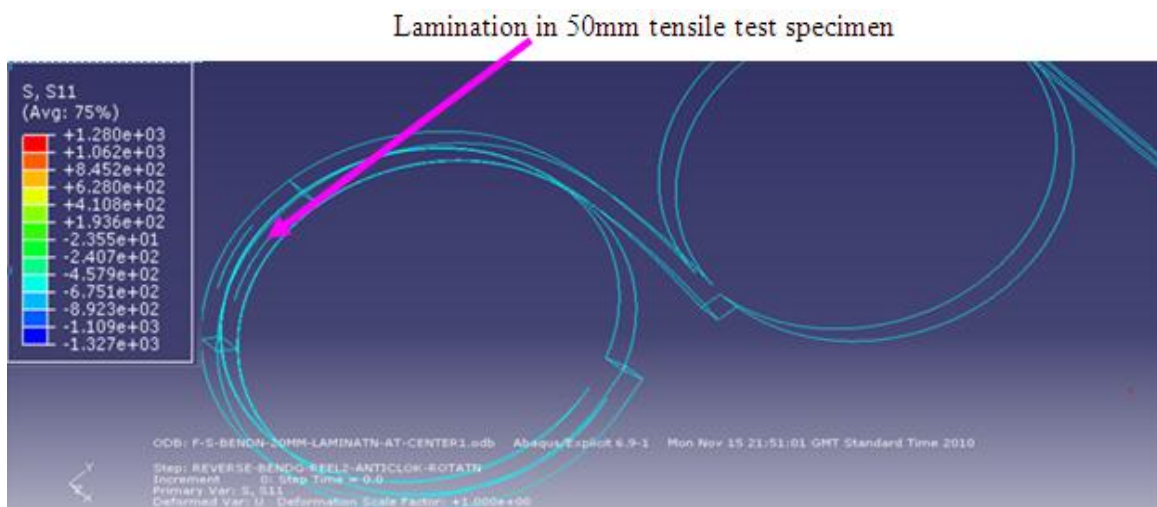 Lamination in 50mm tensile test specimen
S, S11
(Avg: 75%)
+1.280e+03
+1.062e+03
+8.452e+02
+6.280e+02
+4.108e+02
+1.936e+02
-2.355e+01
-2.407e+02
-4.579e+02
-6.751e+02
-8.923e+02
-1.109e+03
-1.327e+03
ODB: F-S-BENDN-20MM-LAMINATN-AT-CENTER1.odb Abaqus/Explicit 6.9-1 Mon Nov 15 21:51:01 GMT Standard Time 2010
Y
Step: REVERSE-BENDG-REEL2-ANTICLOK-ROTATN
Increment 0: Step Time = 0.0
Primary Var: S, S11
Deformed Var: U Deformation Scale Factor: +1.000e+00